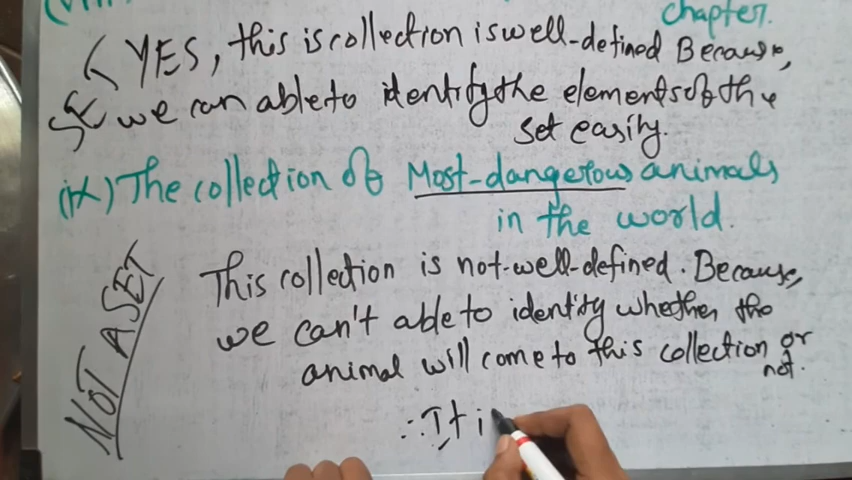 chapter.
YES, this is collection is well-defined Because,
we can able to identify the elements of the
set easily.
(ix) The collection of Most-dangerous animals
in the world.
NOT A SET
This collection is not-well-defined. Because,
we can't able to identify whether the
animal will come to this collection or
not.
∴ It i